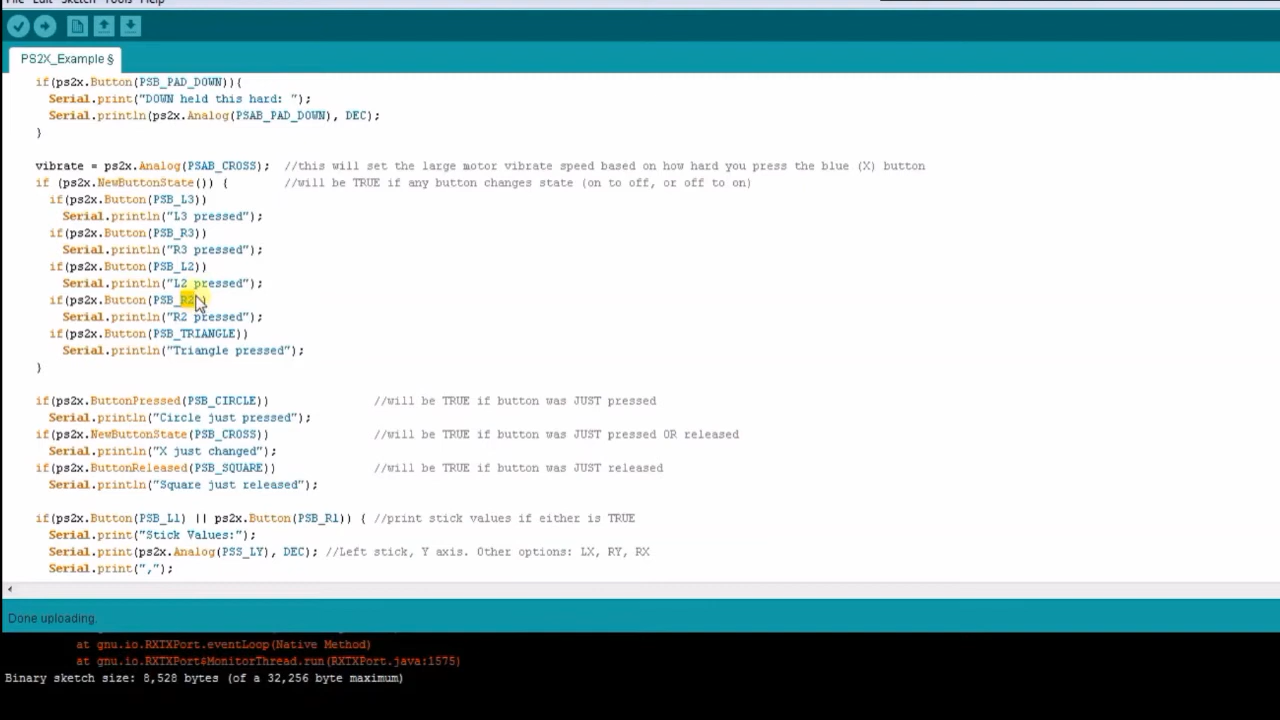 File Edit Sketch Tools Help
PS2X_Example §
if(ps2x.Button(PSB_PAD_DOWN)){
Serial.print("DOWN held this hard: ");
Serial.println(ps2x.Analog(PSAB_PAD_DOWN), DEC);
}
vibrate = ps2x.Analog(PSAB_CROSS); //this will set the large motor vibrate speed based on how hard you press the blue (X) button
if (ps2x.NewButtonState()) { //will be TRUE if any button changes state (on to off, or off to on)
if(ps2x.Button(PSB_L3))
Serial.println("L3 pressed");
if(ps2x.Button(PSB_R3))
Serial.println("R3 pressed");
if(ps2x.Button(PSB_L2))
Serial.println("L2 pressed");
if(ps2x.Button(PSB_R2))
Serial.println("R2 pressed");
if(ps2x.Button(PSB_TRIANGLE))
Serial.println("Triangle pressed");
}
if(ps2x.ButtonPressed(PSB_CIRCLE)) //will be TRUE if button was JUST pressed
Serial.println("Circle just pressed");
if(ps2x.NewButtonState(PSB_CROSS)) //will be TRUE if button was JUST pressed OR released
Serial.println("X just changed");
if(ps2x.ButtonReleased(PSB_SQUARE)) //will be TRUE if button was JUST released
Serial.println("Square just released");
if(ps2x.Button(PSB_L1) || ps2x.Button(PSB_R1)) { //print stick values if either is TRUE
Serial.print("Stick Values:");
Serial.print(ps2x.Analog(PSS_LY), DEC); //Left stick, Y axis. Other options: LX, RY, RX
Serial.print(",");
Done uploading.
at gnu.io.RXTXPort.eventLoop(Native Method)
at gnu.io.RXTXPort$MonitorThread.run(RXTXPort.java:1575)
Binary sketch size: 8,528 bytes (of a 32,256 byte maximum)